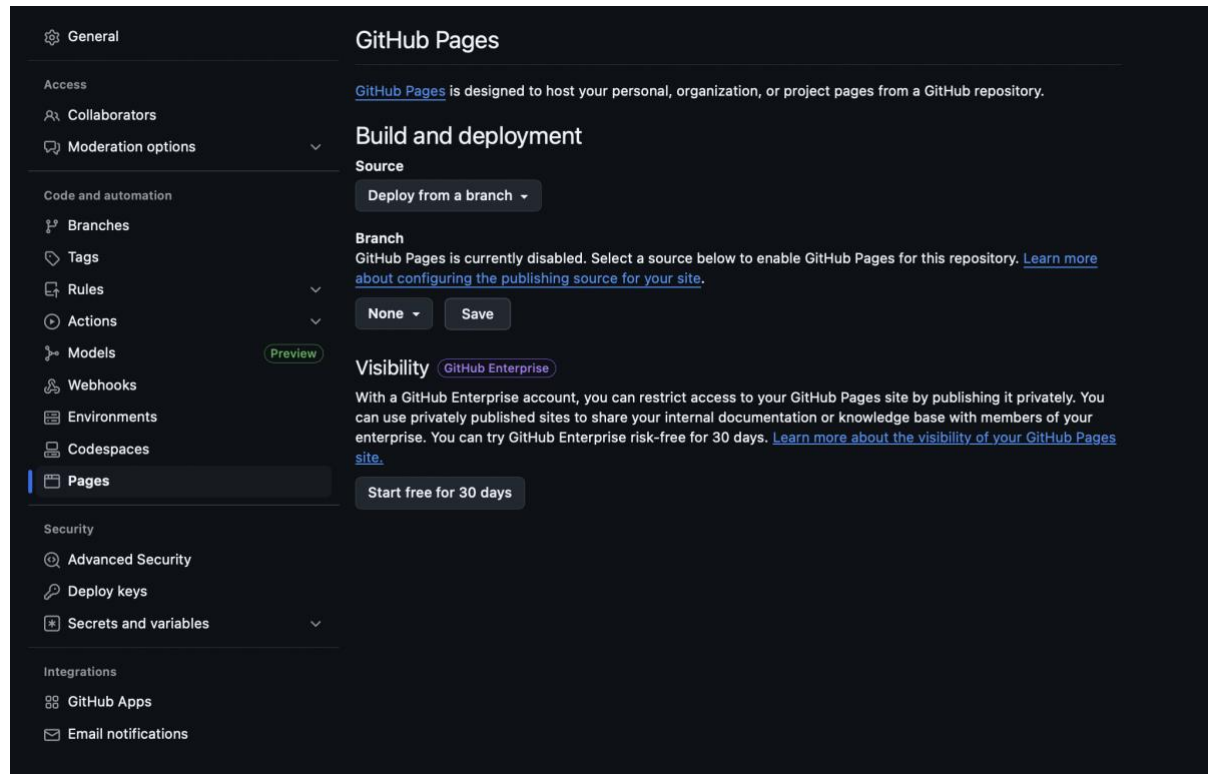 General
Access
Collaborators
Moderation options
Code and automation
Branches
Tags
Rules
Actions
Models
Preview
Webhooks
Environments
Codespaces
Pages
Security
Advanced Security
Deploy keys
Secrets and variables
Integrations
GitHub Apps
Email notifications
GitHub Pages
GitHub Pages is designed to host your personal, organization, or project pages from a GitHub repository.
Build and deployment
Source
Deploy from a branch
Branch
GitHub Pages is currently disabled. Select a source below to enable GitHub Pages for this repository. Learn more
about configuring the publishing source for your site.
None
Save
Visibility
GitHub Enterprise
With a GitHub Enterprise account, you can restrict access to your GitHub Pages site by publishing it privately. You
can use privately published sites to share your internal documentation or knowledge base with members of your
enterprise. You can try GitHub Enterprise risk-free for 30 days. Learn more about the visibility of your GitHub Pages
site.
Start free for 30 days